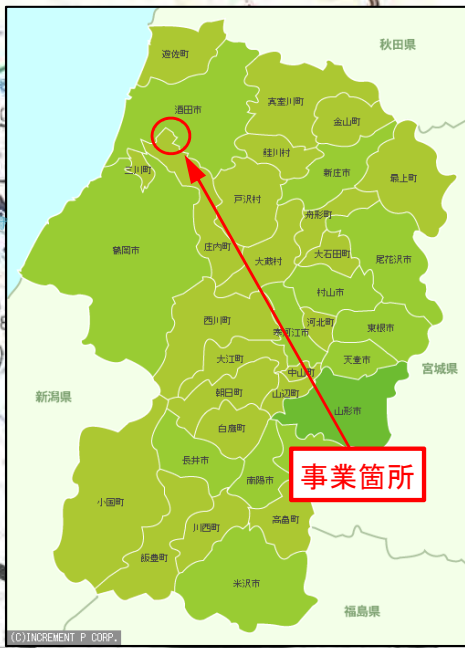 秋田県
遊佐町
酒田市
真室川町
金山町
鮭川村
新庄市
最上町
三川町
戸沢村
舟形町
鶴岡市
庄内町
大蔵村
大石田町
尾花沢市
村山市
西川町
寒河江市
河北町
東根市
大江町
天童市
宮城県
中山町
朝日町
山辺町
新潟県
山形市
白鷹町
長井市
南陽市
事業箇所
小国町
川西町
高畠町
飯豊町
米沢市
福島県
(C)INCREMENT P CORP.